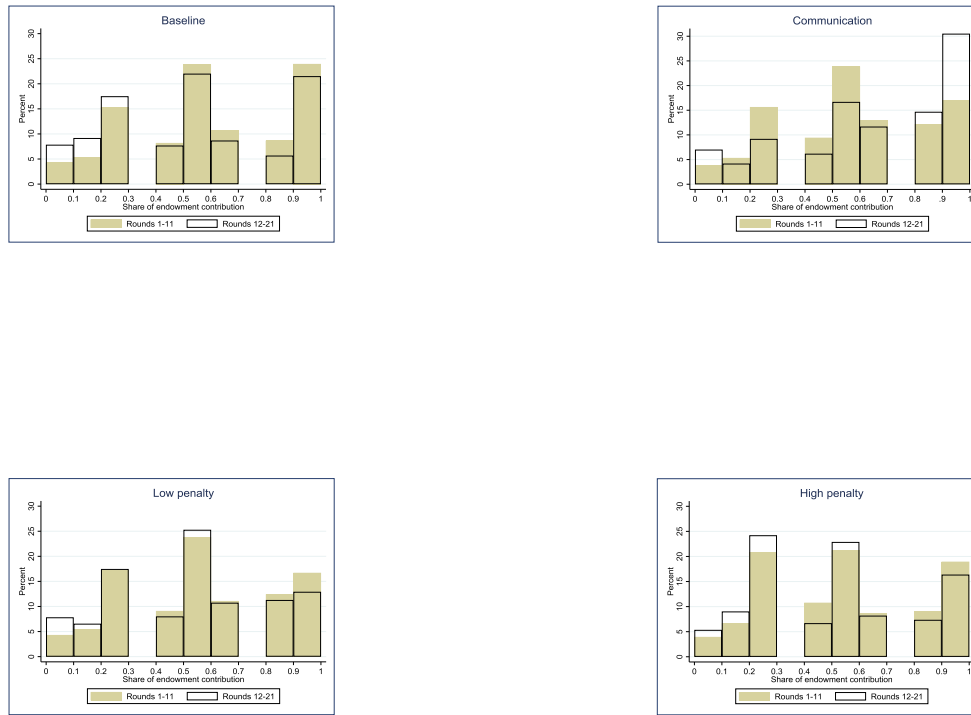 Baseline
Percent
30
25
20
15
10
5
0
0 0.1 0.2 0.3 0.4 0.5 0.6 0.7 0.8 0.9 1
Share of endowment contribution
Rounds 1-11 Rounds 12-21
Communication
Percent
30
25
20
15
10
5
0
0 0.1 0.2 0.3 0.4 0.5 0.6 0.7 0.8 .9 1
Share of endowment contribution
Rounds 1-11 Rounds 12-21
Low penalty
Percent
30
25
20
15
10
5
0
0 0.1 0.2 0.3 0.4 0.5 0.6 0.7 0.8 0.9 1
Share of endowment contribution
Rounds 1-11 Rounds 12-21
High penalty
Percent
30
25
20
15
10
5
0
0 0.1 0.2 0.3 0.4 0.5 0.6 0.7 0.8 0.9 1
Share of endowment contribution
Rounds 1-11 Rounds 12-21